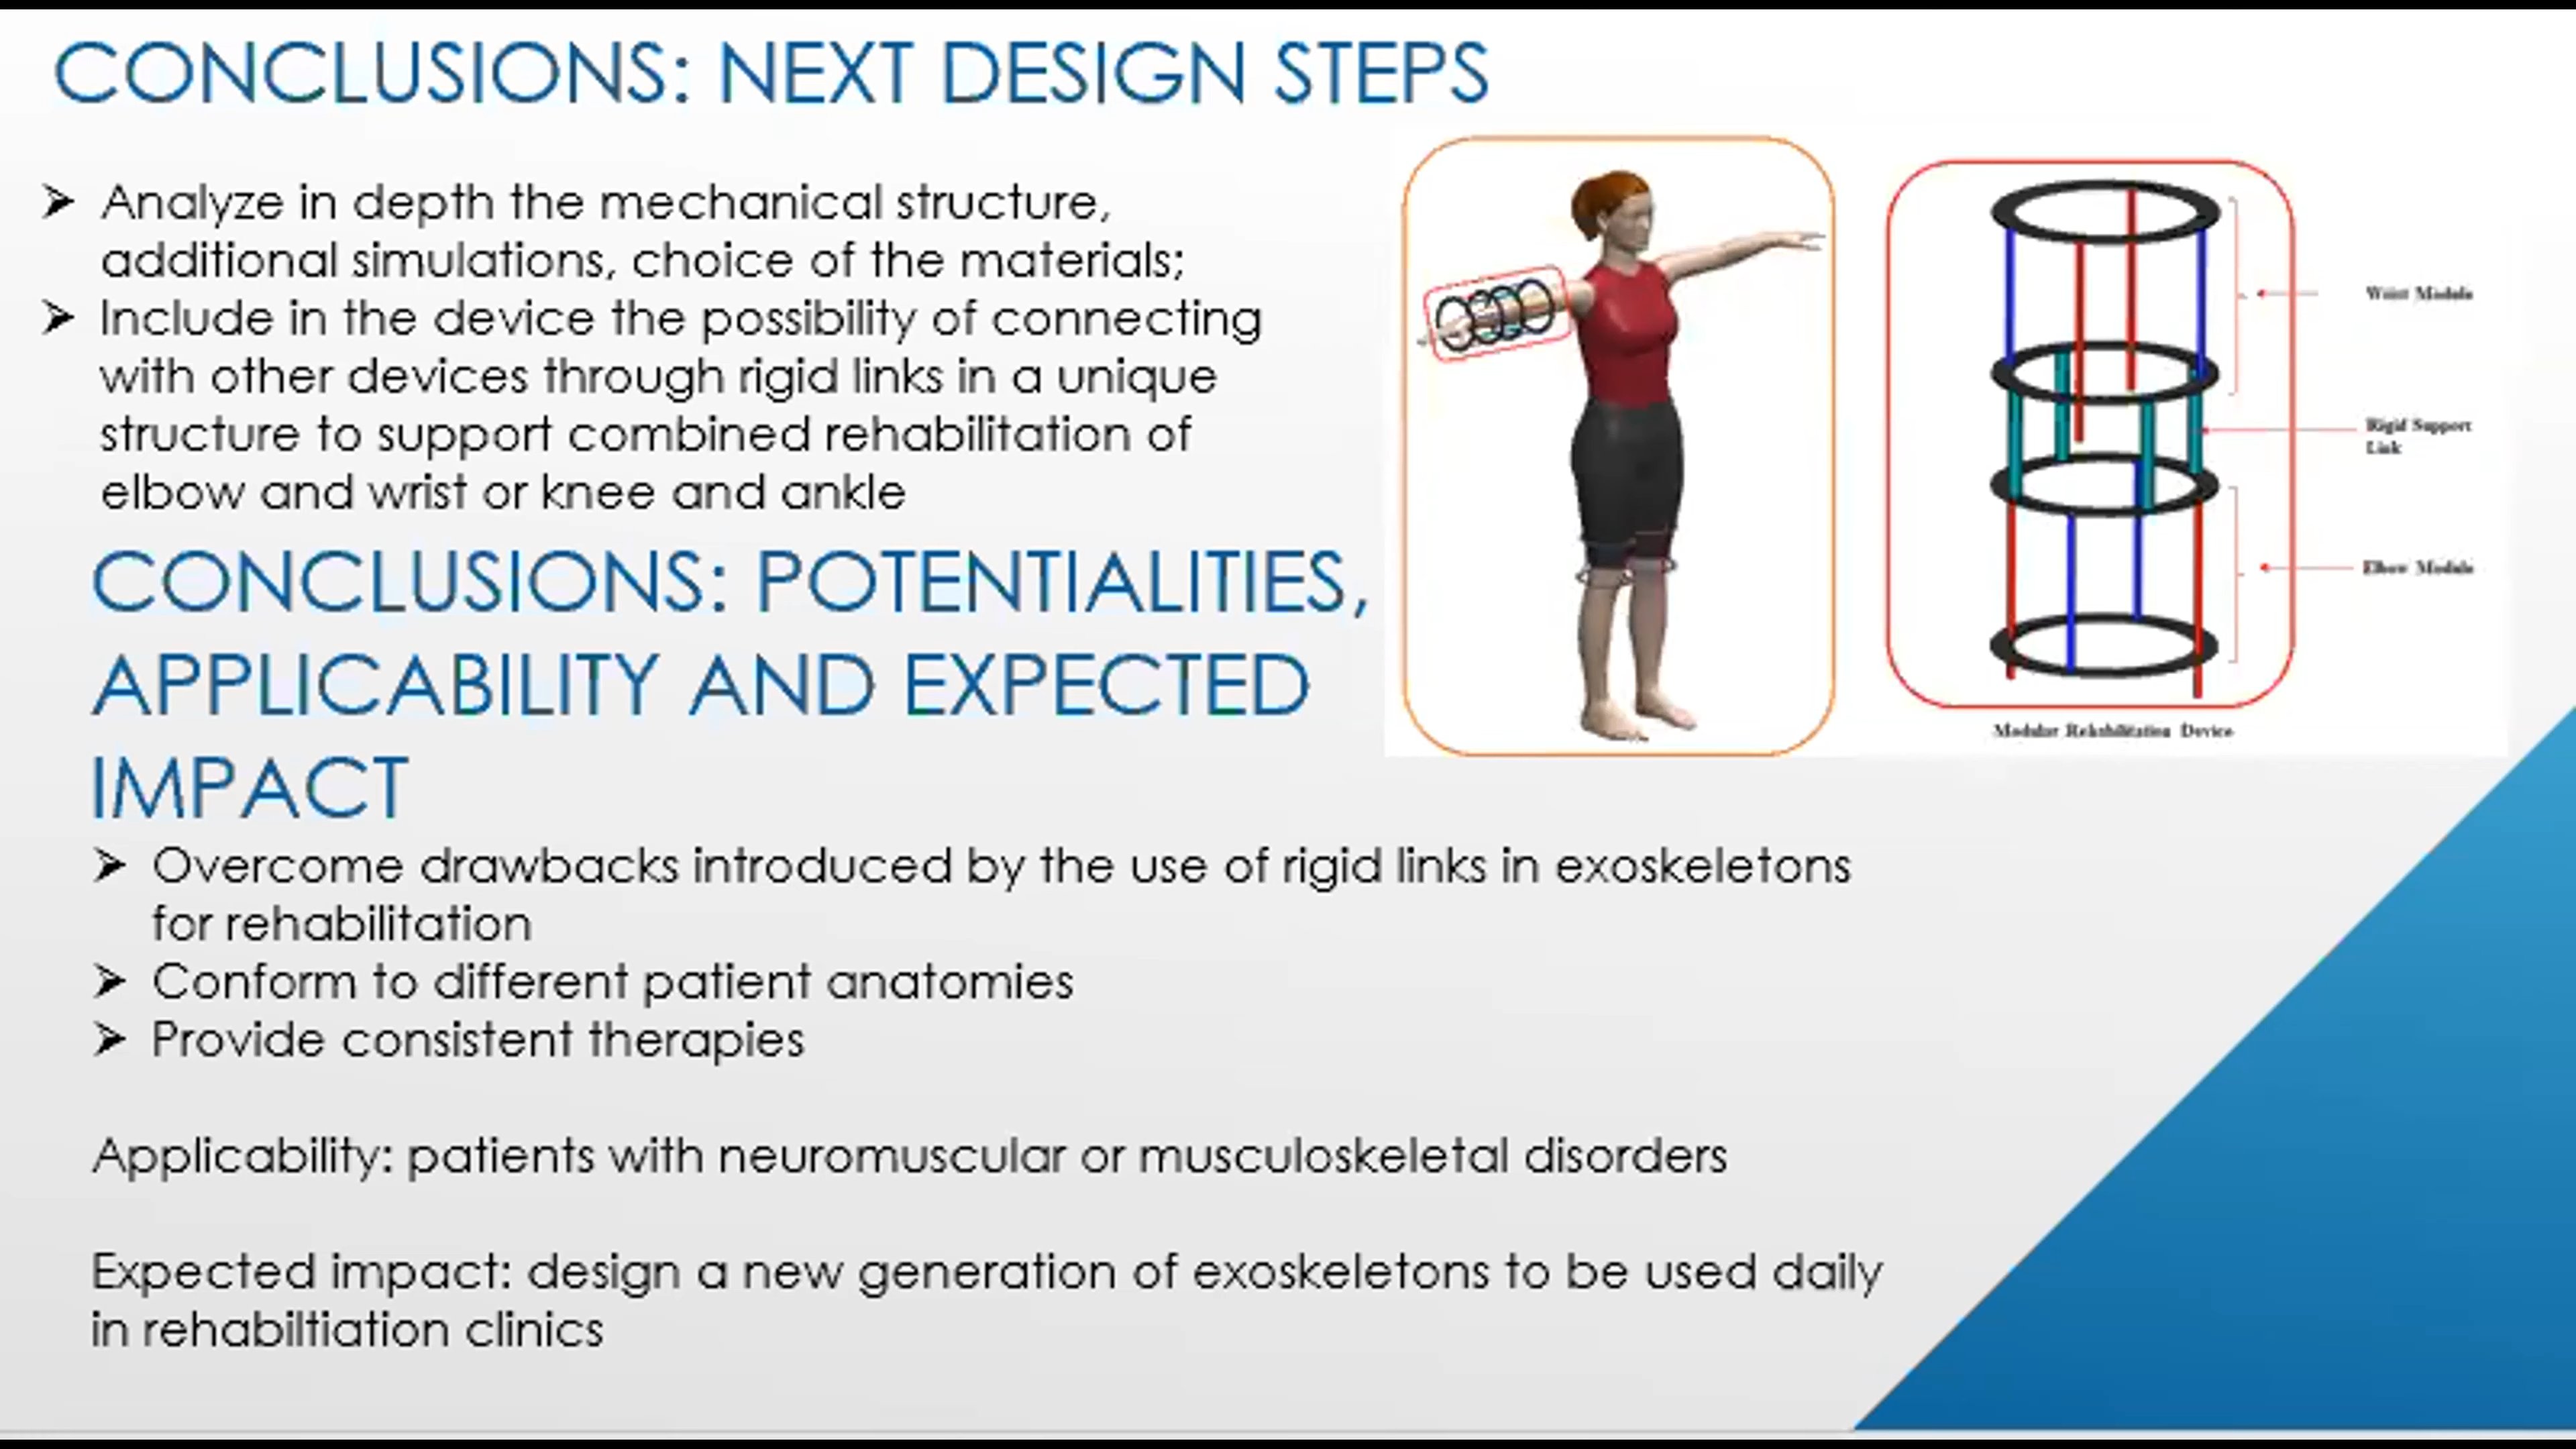 CONCLUSIONS: NEXT DESIGN STEPS
➢ Analyze in depth the mechanical structure,
additional simulations, choice of the materials;
➢ Include in the device the possibility of connecting
with other devices through rigid links in a unique
structure to support combined rehabilitation of
elbow and wrist or knee and ankle
Wrist Module
Rigid Support
Link
Elbow Module
Modular Rehabilitation Device
CONCLUSIONS: POTENTIALITIES,
APPLICABILITY AND EXPECTED
IMPACT
➢ Overcome drawbacks introduced by the use of rigid links in exoskeletons
for rehabilitation
➢ Conform to different patient anatomies
➢ Provide consistent therapies
Applicability: patients with neuromuscular or musculoskeletal disorders
Expected impact: design a new generation of exoskeletons to be used daily
in rehabiltiation clinics